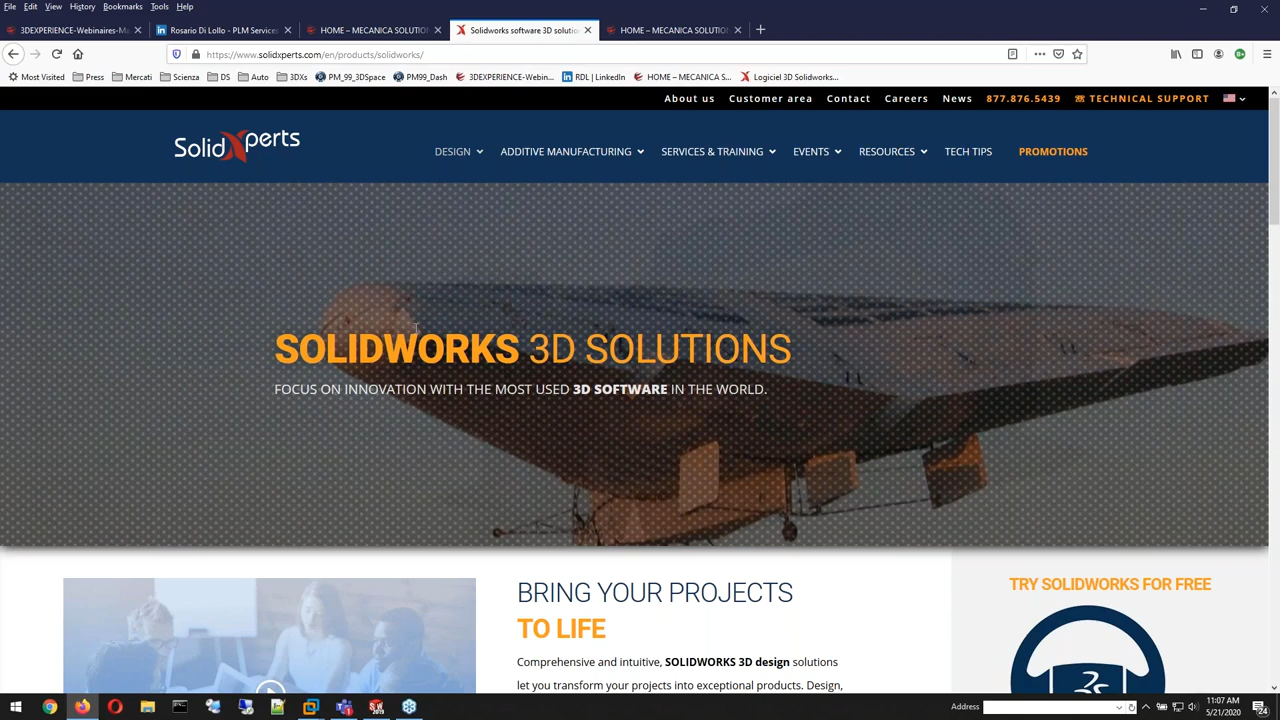 File Edit View History Bookmarks Tools Help
3DEXPERIENCE-Webinaires-Ma
Rosario Di Lollo - PLM Services
HOME – MECANICA SOLUTION
Solidworks software 3D solution
HOME – MECANICA SOLUTION
https://www.solidxperts.com/en/products/solidworks/
Most Visited Press Mercati Scienza DS Auto 3DXs PM_99_3DSpace PM99_Dash 3DEXPERIENCE-Webin... RDL | LinkedIn HOME – MECANICA S... Logiciel 3D Solidworks...
About us Customer area Contact Careers News 877.876.5439 TECHNICAL SUPPORT
SolidXperts
DESIGN ADDITIVE MANUFACTURING SERVICES & TRAINING EVENTS RESOURCES TECH TIPS PROMOTIONS
SOLIDWORKS 3D SOLUTIONS
FOCUS ON INNOVATION WITH THE MOST USED 3D SOFTWARE IN THE WORLD.
BRING YOUR PROJECTS
TO LIFE
Comprehensive and intuitive, SOLIDWORKS 3D design solutions
let you transform your projects into exceptional products. Design,
TRY SOLIDWORKS FOR FREE
Address
11:07 AM
5/21/2020
24